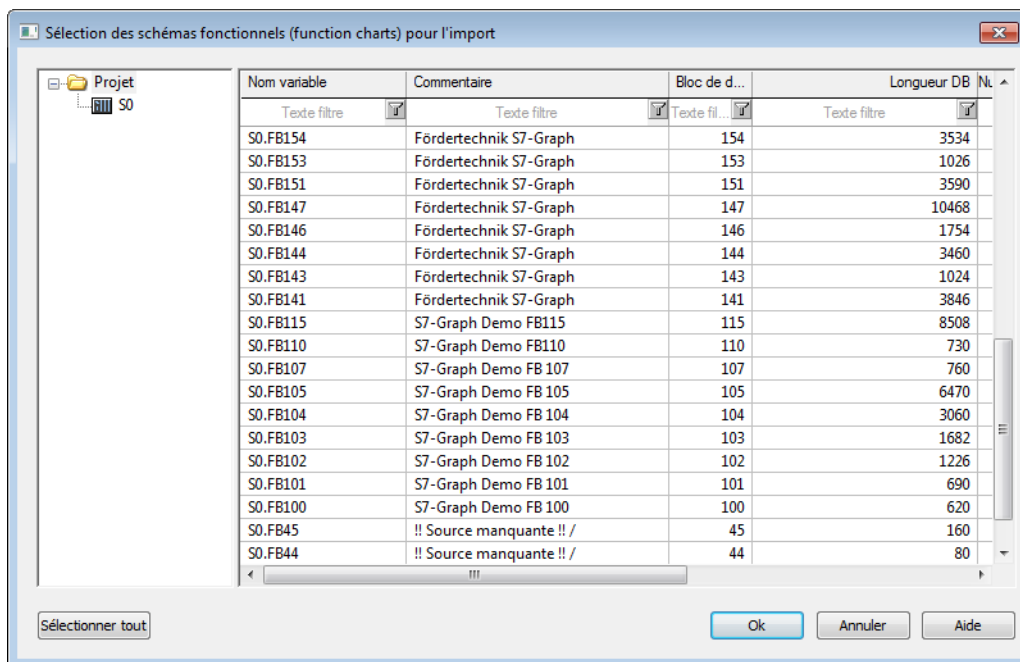 Sélection des schémas fonctionnels (function charts) pour l'import
Projet
S0
Nom variable Commentaire Bloc de d... Longueur DB Nu
Texte filtre Texte filtre Texte fil... Texte filtre
S0.FB154 Fördertechnik S7-Graph 154 3534
S0.FB153 Fördertechnik S7-Graph 153 1026
S0.FB151 Fördertechnik S7-Graph 151 3590
S0.FB147 Fördertechnik S7-Graph 147 10468
S0.FB146 Fördertechnik S7-Graph 146 1754
S0.FB144 Fördertechnik S7-Graph 144 3460
S0.FB143 Fördertechnik S7-Graph 143 1024
S0.FB141 Fördertechnik S7-Graph 141 3846
S0.FB115 S7-Graph Demo FB115 115 8508
S0.FB110 S7-Graph Demo FB110 110 730
S0.FB107 S7-Graph Demo FB 107 107 760
S0.FB105 S7-Graph Demo FB 105 105 6470
S0.FB104 S7-Graph Demo FB 104 104 3060
S0.FB103 S7-Graph Demo FB 103 103 1682
S0.FB102 S7-Graph Demo FB 102 102 1226
S0.FB101 S7-Graph Demo FB 101 101 690
S0.FB100 S7-Graph Demo FB 100 100 620
S0.FB45 !! Source manquante !! / 45 160
S0.FB44 !! Source manquante !! / 44 80
Sélectionner tout Ok Annuler Aide